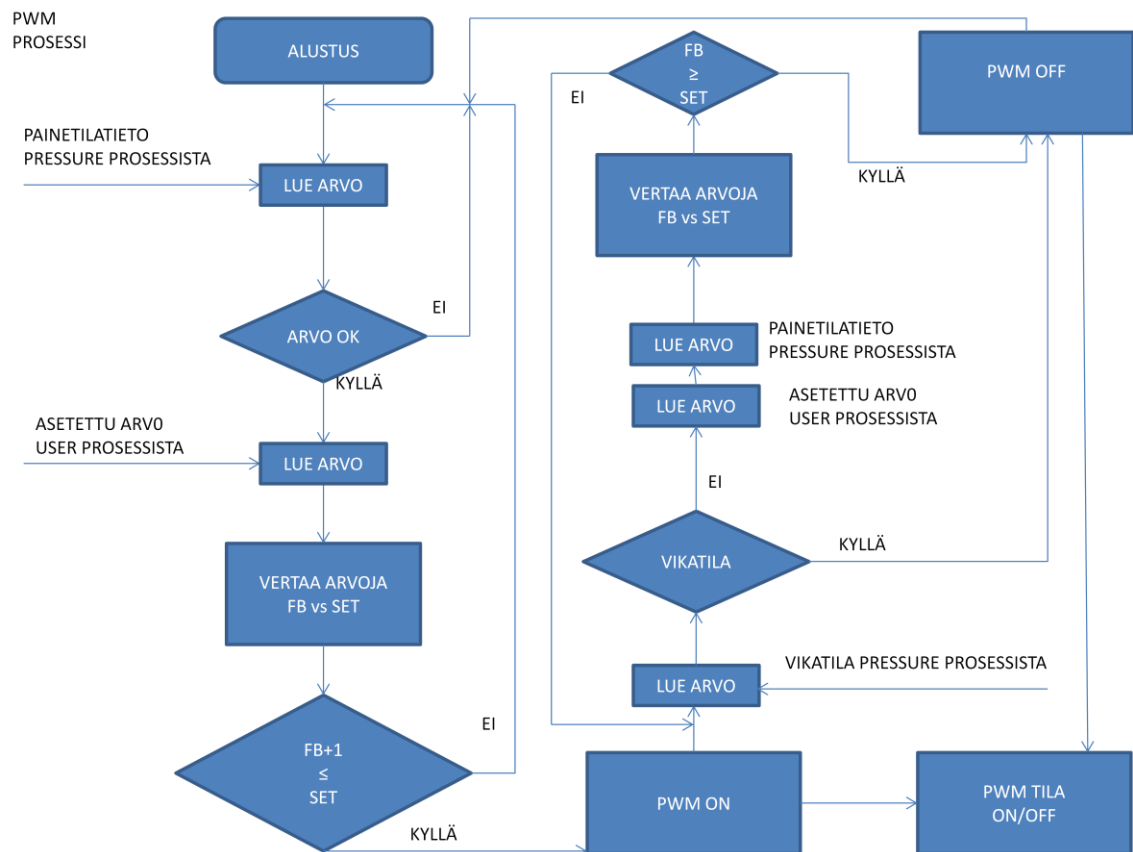 PWM
PROSESSI
ALUSTUS
PAINETILATIETO
PRESSURE PROSESSISTA
LUE ARVO
ARVO OK
EI
KYLLÄ
ASETETTU ARV0
USER PROSESSISTA
LUE ARVO
VERTAA ARVOJA
FB vs SET
FB+1
≤
SET
EI
KYLLÄ
PWM ON
PWM TILA
ON/OFF
LUE ARVO
VIKATILA PRESSURE PROSESSISTA
VIKATILA
KYLLÄ
EI
LUE ARVO
ASETETTU ARV0
USER PROSESSISTA
LUE ARVO
PAINETILATIETO
PRESSURE PROSESSISTA
VERTAA ARVOJA
FB vs SET
FB
≥
SET
EI
KYLLÄ
PWM OFF